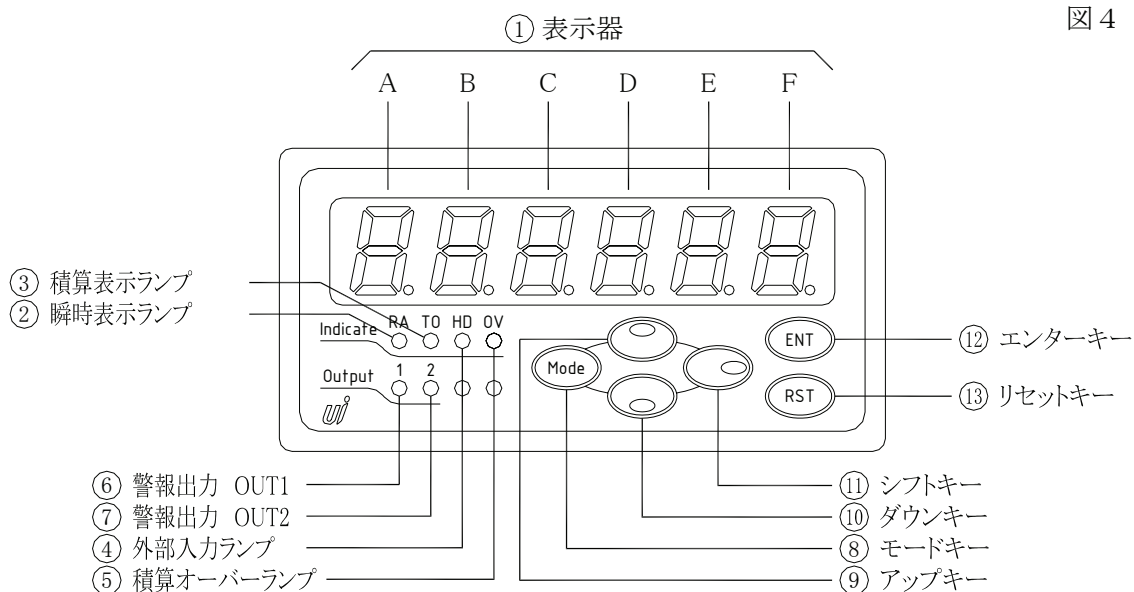 図４
① 表示器
A B C D E F
③ 積算表示ランプ
② 瞬時表示ランプ
Indicate RA TO HD OV
Output 1 2
Mode
ENT
RST
ui
⑫ エンターキー
⑬ リセットキー
⑥ 警報出力 OUT1
⑦ 警報出力 OUT2
④ 外部入力ランプ
⑤ 積算オーバーランプ
⑪ シフトキー
⑩ ダウンキー
⑧ モードキー
⑨ アップキー